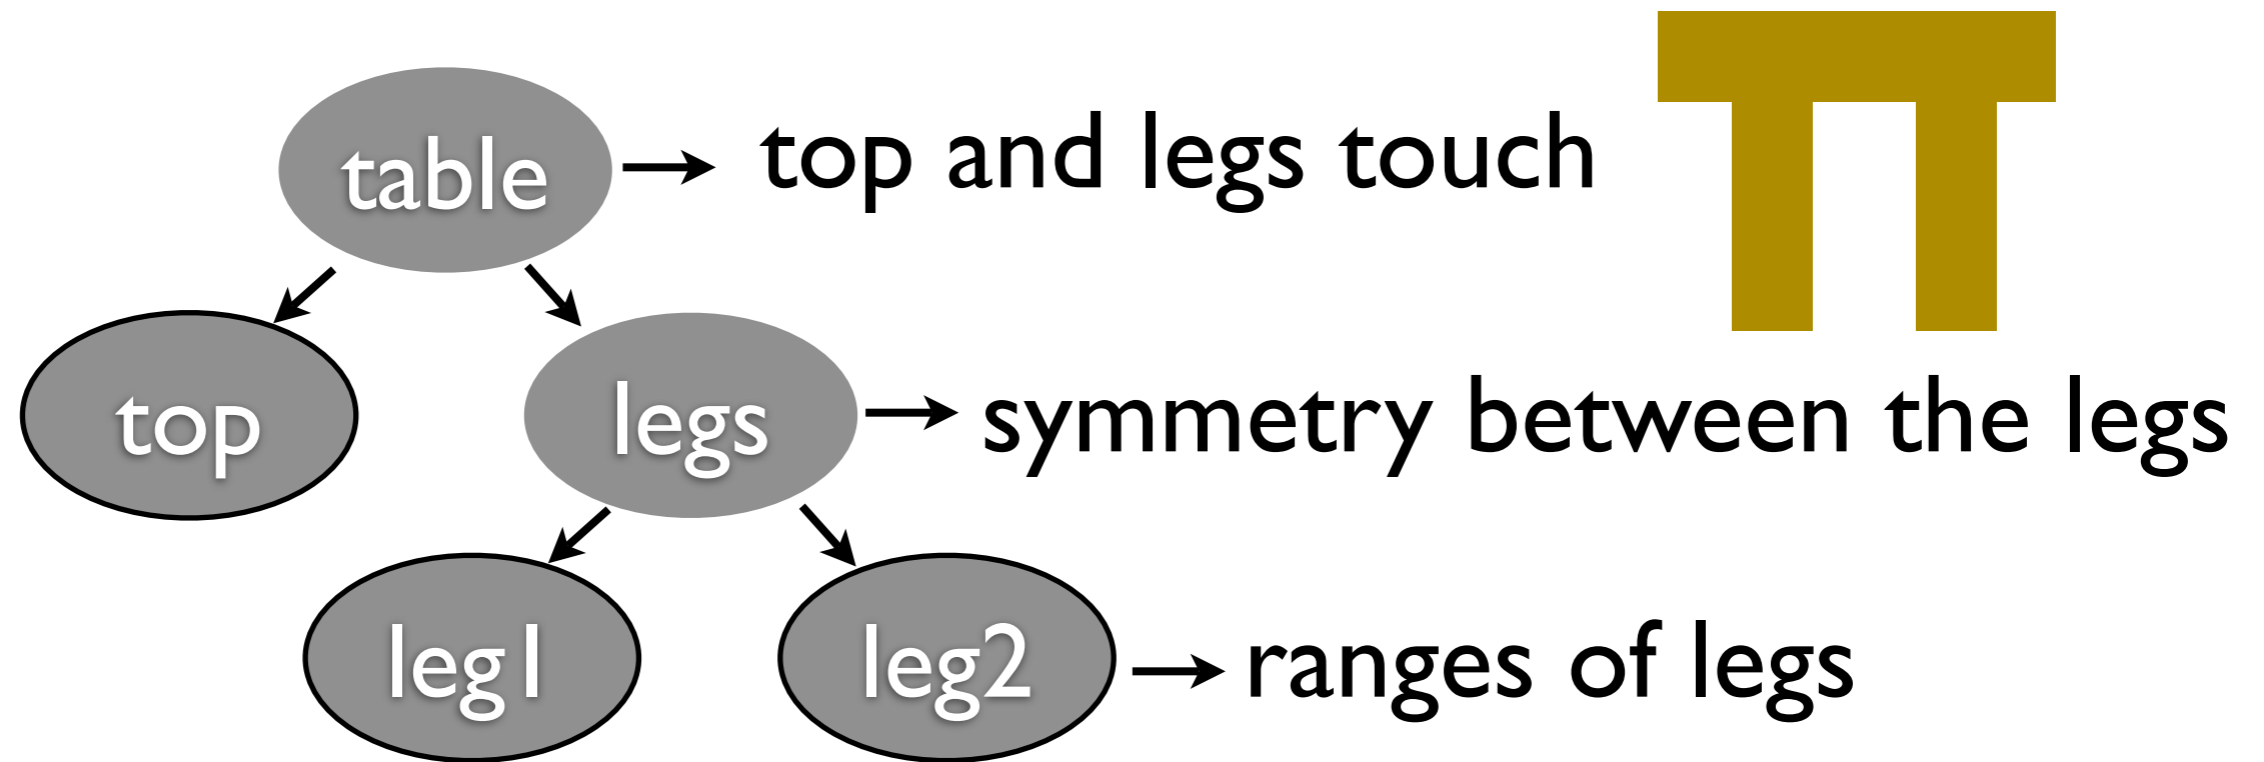 table
top and legs touch
top
legs
symmetry between the legs
leg1
leg2
ranges of legs